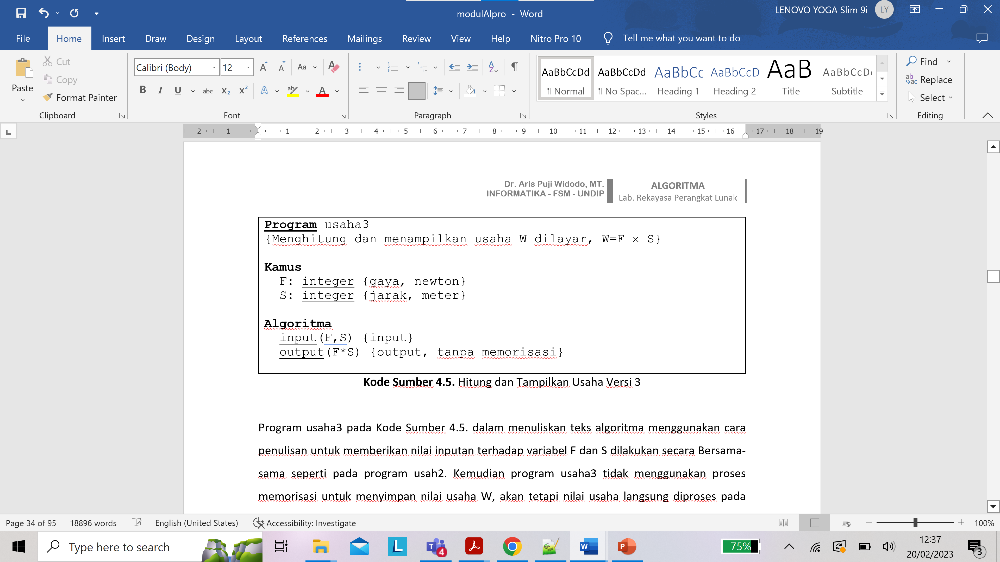 modulAlpro - Word
LENOVO YOGA Slim 9i
LY
File
Home
Insert
Draw
Design
Layout
References
Mailings
Review
View
Help
Nitro Pro 10
Tell me what you want to do
Paste
Cut
Copy
Format Painter
Clipboard
Calibri (Body)
12
Font
Paragraph
AaBbCcDd
¶ Normal
AaBbCcDd
¶ No Spac...
AaBbCc
Heading 1
AaBbCcD
Heading 2
AaB
Title
AaBbCcD
Subtitle
Styles
Find
Replace
Select
Editing
2 1 1 2 3 4 5 6 7 8 9 10 11 12 13 14 15 16 17 18 19
Dr. Aris Puji Widodo, MT.
INFORMATIKA - FSM - UNDIP
ALGORITMA
Lab. Rekayasa Perangkat Lunak
Program usaha3
{Menghitung dan menampilkan usaha W dilayar, W=F x S}
Kamus
F: integer {gaya, newton}
S: integer {jarak, meter}
Algoritma
input(F,S) {input}
output(F*S) {output, tanpa memorisasi}
Kode Sumber 4.5. Hitung dan Tampilkan Usaha Versi 3
Program usaha3 pada Kode Sumber 4.5. dalam menuliskan teks algoritma menggunakan cara
penulisan untuk memberikan nilai inputan terhadap variabel F dan S dilakukan secara Bersama-
sama seperti pada program usah2. Kemudian program usaha3 tidak menggunakan proses
memorisasi untuk menyimpan nilai usaha W, akan tetapi nilai usaha langsung diproses pada
Page 34 of 95
18896 words
English (United States)
Accessibility: Investigate
100%
Type here to search
4
75%
12:37
20/02/2023
3